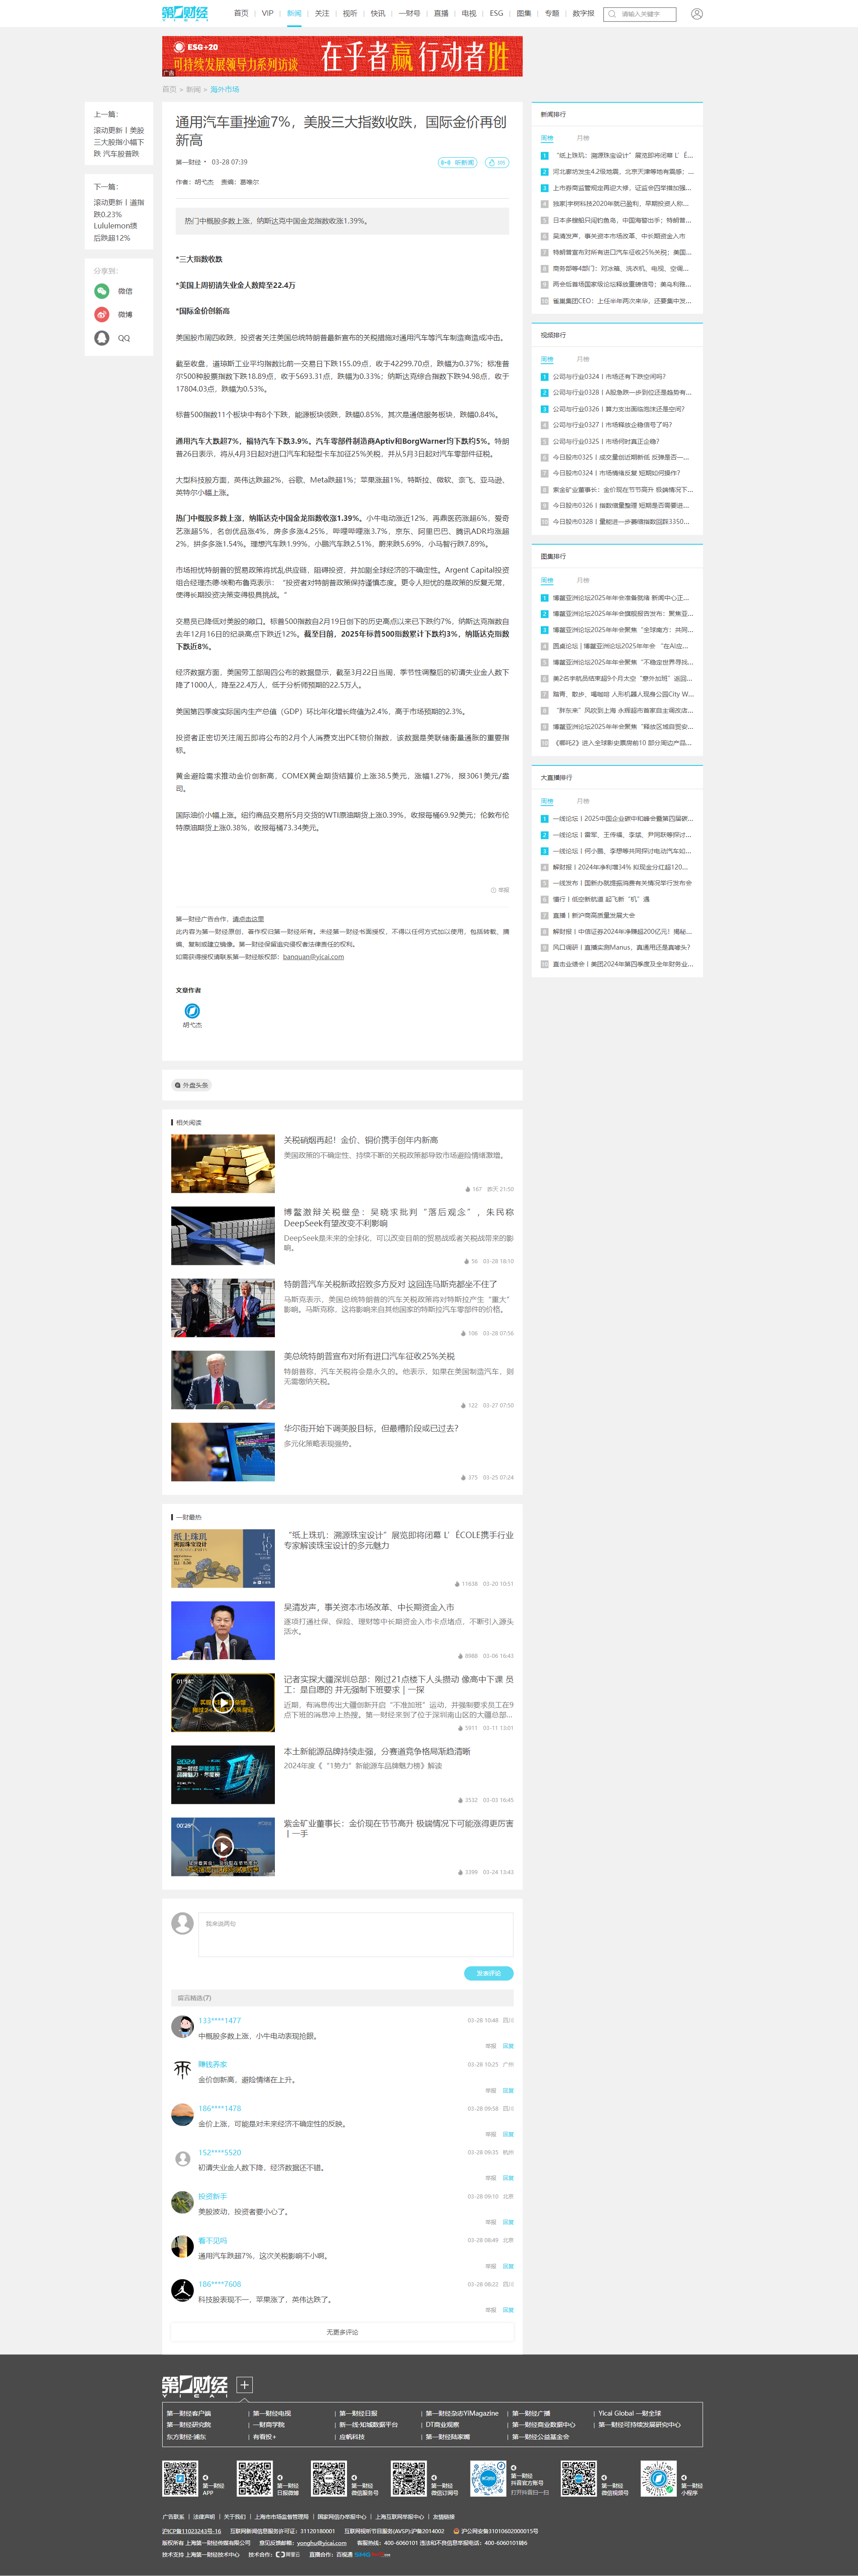 第一财经
YICAI
首页 | VIP | 新闻 | 关注 | 视听 | 快讯 | 一财号 | 直播 | 电视 | ESG | 图集 | 专题 | 数字报
请输入关键字
ESG+20
可持续发展领导力系列访谈
在乎者赢行动者胜
广告
首页 > 新闻 > 海外市场
上一篇：
滚动更新丨美股
三大股指小幅下
跌 汽车股普跌
下一篇：
滚动更新丨道指
跌0.23%
Lululemon绩
后跌超12%
分享到：
微信
微博
QQ
通用汽车重挫逾7%，美股三大指数收跌，国际金价再创
新高
第一财经 • 03-28 07:39
听新闻
作者：胡弋杰 责编：葛唯尔
热门中概股多数上涨，纳斯达克中国金龙指数收涨1.39%。
*三大指数收跌
*美国上周初请失业金人数降至22.4万
*国际金价创新高
美国股市周四收跌，投资者关注美国总统特朗普最新宣布的关税措施对通用汽车等汽车制造商造成冲击。
截至收盘，道琼斯工业平均指数比前一交易日下跌155.09点，收于42299.70点，跌幅为0.37%；标准普
尔500种股票指数下跌18.89点，收于5693.31点，跌幅为0.33%；纳斯达克综合指数下跌94.98点，收于
17804.03点，跌幅为0.53%。
标普500指数11个板块中有8个下跌，能源板块领跌，跌幅0.85%，其次是通信服务板块，跌幅0.84%。
通用汽车大跌超7%，福特汽车下跌3.9%。汽车零部件制造商Aptiv和BorgWarner均下跌约5%。特朗
普26日表示，将从4月3日起对进口汽车和轻型卡车加征25%关税，并从5月3日起对汽车零部件征税。
大型科技股方面，英伟达跌超2%，谷歌、Meta跌超1%；苹果涨超1%，特斯拉、微软、奈飞、亚马逊、
英特尔小幅上涨。
热门中概股多数上涨，纳斯达克中国金龙指数收涨1.39%。小牛电动涨近12%，再鼎医药涨超6%，爱奇
艺涨超5%，名创优品涨4%，房多多涨4.25%，哔哩哔哩涨3.7%，京东、阿里巴巴、腾讯ADR均涨超
2%，拼多多涨1.54%。理想汽车跌1.99%，小鹏汽车跌2.51%，蔚来跌5.69%，小马智行跌7.89%。
市场担忧特朗普的贸易政策将扰乱供应链，阻碍投资，并加剧全球经济的不确定性。Argent Capital投资
组合经理杰德·埃勒布鲁克表示：“投资者对特朗普政策保持谨慎态度。更令人担忧的是政策的反复无常，
使得长期投资决策变得极具挑战。”
交易员已降低对美股的敞口。标普500指数自2月19日创下的历史高点以来已下跌约7%，纳斯达克指数自
去年12月16日的纪录高点下跌近12%。截至目前，2025年标普500指数累计下跌约3%，纳斯达克指数
下跌近8%。
经济数据方面，美国劳工部周四公布的数据显示，截至3月22日当周，季节性调整后的初请失业金人数下
降了1000人，降至22.4万人，低于分析师预期的22.5万人。
美国第四季度实际国内生产总值（GDP）环比年化增长终值为2.4%，高于市场预期的2.3%。
投资者正密切关注周五即将公布的2月个人消费支出PCE物价指数，该数据是美联储衡量通胀的重要指
标。
黄金避险需求推动金价创新高，COMEX黄金期货结算价上涨38.5美元，涨幅1.27%，报3061美元/盎
司。
国际油价小幅上涨。纽约商品交易所5月交货的WTI原油期货上涨0.39%，收报每桶69.92美元；伦敦布伦
特原油期货上涨0.38%，收报每桶73.34美元。
举报
第一财经广告合作，请点击这里
此内容为第一财经原创，著作权归第一财经所有。未经第一财经书面授权，不得以任何方式加以使用，包括转载、摘
编、复制或建立镜像。第一财经保留追究侵权者法律责任的权利。
如需获得授权请联系第一财经版权部：banquan@yicai.com
文章作者
胡弋杰
外盘头条
相关阅读
关税硝烟再起！金价、铜价携手创年内新高
美国政策的不确定性、持续不断的关税政策都导致市场避险情绪激增。
187 昨天 21:50
博鳌激辩关税壁垒：吴晓求批判“落后观念”，朱民称
DeepSeek有望改变不利影响
DeepSeek是未来的全球化，可以改变目前的贸易战或者关税战带来的影
响。
56 03-28 18:10
特朗普汽车关税新政招致多方反对 这回连马斯克都坐不住了
马斯克表示，美国总统特朗普的汽车关税政策将对特斯拉产生“重大”
影响。马斯克称，这将影响来自其他国家的特斯拉汽车零部件的价格。
106 03-28 07:56
美总统特朗普宣布对所有进口汽车征收25%关税
特朗普称，汽车关税将会是永久的。他表示，如果在美国制造汽车，则
无需缴纳关税。
122 03-27 07:50
华尔街开始下调美股目标，但最糟阶段或已过去？
多元化策略表现强势。
375 03-25 07:24
一财最热
“纸上珠玑：溯源珠宝设计”展览即将闭幕 L’ÉCOLE携手行业
专家解读珠宝设计的多元魅力
11638 03-20 10:51
吴清发声，事关资本市场改革、中长期资金入市
逐项打通社保、保险、理财等中长期资金入市卡点堵点，不断引入源头
活水。
8988 03-06 16:43
记者实探大疆深圳总部：刚过21点楼下人头攒动 像高中下课 员
工：是自愿的 并无强制下班要求 | 一探
近期，有消息传出大疆创新开启“不准加班”运动，并强制要求员工在9
点下班的消息冲上热搜。第一财经来到了位于深圳南山区的大疆总部...
5911 03-11 13:01
本土新能源品牌持续走强，分赛道竞争格局渐趋清晰
2024年度《“1势力”新能源车品牌魅力榜》解读
3532 03-03 16:45
紫金矿业董事长：金价现在节节高升 极端情况下可能涨得更厉害
丨一手
3399 03-24 13:43
我来说两句
发表评论
留言精选(7)
133****1477 03-28 10:48 四川
中概股多数上涨，小牛电动表现抢眼。
举报 回复
赚钱养家 03-28 10:25 广州
金价创新高，避险情绪在上升。
举报 回复
186****1478 03-28 09:58 四川
金价上涨，可能是对未来经济不确定性的反映。
举报 回复
152****5520 03-28 09:35 杭州
初请失业金人数下降，经济数据还不错。
举报 回复
投资新手 03-28 09:10 北京
美股波动，投资者要小心了。
举报 回复
看不见吗 03-28 08:49 北京
通用汽车跌超7%，这次关税影响不小啊。
举报 回复
186****7608 03-28 08:22 四川
科技股表现不一，苹果涨了，英伟达跌了。
举报 回复
无更多评论
新闻排行
周榜 月榜
1 “纸上珠玑：溯源珠宝设计”展览即将闭幕 L’É...
2 河北廊坊发生4.2级地震，北京天津等地有震感；...
3 上市券商监管规定再迎大修，证监会四举措加强...
4 独家|宇树科技2020年就已盈利，早期投资人称...
5 日本多艘船只闯钓鱼岛，中国海警出手；特朗普...
6 吴清发声，事关资本市场改革、中长期资金入市
7 特朗普宣布对所有进口汽车征收25%关税；美国...
8 商务部等4部门：对冰箱、洗衣机、电视、空调...
9 两会后首场国家级论坛释放重磅信号；美乌利雅...
10 雀巢集团CEO：上任半年两次来华，还要集中发...
视频排行
周榜 月榜
1 公司与行业0324丨市场还有下跌空间吗？
2 公司与行业0328丨A股急跌一步到位还是趋势有...
3 公司与行业0326丨算力支出面临泡沫还是空间？
4 公司与行业0327丨市场释放企稳信号了吗？
5 公司与行业0325丨市场何时真正企稳？
6 今日股市0325丨成交量创近期新低 反弹是否一...
7 今日股市0324丨市场情绪反复 短期如何操作？
8 紫金矿业董事长：金价现在节节高升 极端情况下...
9 今日股市0326丨指数缩量整理 短期是否需要进...
10 今日股市0328丨量能进一步萎缩指数回踩3350...
图集排行
周榜 月榜
1 博鳌亚洲论坛2025年年会准备就绪 新闻中心正...
2 博鳌亚洲论坛2025年年会旗舰报告发布：聚焦亚...
3 博鳌亚洲论坛2025年年会聚焦“全球南方：共同...
4 圆桌论坛 | 博鳌亚洲论坛2025年年会 “在AI应...
5 博鳌亚洲论坛2025年年会聚焦“不稳定世界寻找...
6 美2名宇航员结束超9个月太空“意外加班”返回...
7 踏青、散步、喝咖啡 人形机器人现身公园City W...
8 “胖东来”风吹到上海 永辉超市首家自主调改店...
9 博鳌亚洲论坛2025年年会聚焦“释放区域自贸安...
10 《哪吒2》进入全球影史票房前10 部分周边产品...
大直播排行
周榜 月榜
1 一线论坛丨2025中国企业碳中和峰会暨第四届碳...
2 一线论坛丨雷军、王传福、李斌、尹同跃等探讨...
3 一线论坛丨何小鹏、李想等共同探讨电动汽车如...
4 解财报丨2024年净利增34% 拟现金分红超120...
5 一线发布丨国新办就提振消费有关情况举行发布会
6 懂行丨低空新航道 起飞新“机”遇
7 直播丨新沪商高质量发展大会
8 解财报丨中信证券2024年净赚超200亿元！揭秘...
9 风口调研丨直播实测Manus，真通用还是真噱头？
10 直击业绩会丨美团2024年第四季度及全年财务业...
第一财经
YICAI
第一财经客户端 | 第一财经电视 | 第一财经日报 | 第一财经杂志YiMagazine | 第一财经广播 | Yicai Global 一财全球
第一财经研究院 | 一财商学院 | 新一线·知城数据平台 | DT商业观察 | 第一财经商业数据中心 | 第一财经可持续发展研究中心
东方财经·浦东 | 有看投+ | 应帆科技 | 第一财经陆家嘴 | 第一财经公益基金会
第一财经
APP
第一财经
日报微博
第一财经
微信服务号
第一财经
微信订阅号
第一财经
抖音官方账号
打开抖音扫一扫
第一财经
微信视频号
第一财经
小程序
广告联系 | 法律声明 | 关于我们 | 上海市市场监督管理局 | 国家网信办举报中心 | 上海互联网举报中心 | 友情链接
沪ICP备11023243号-16 互联网新闻信息服务许可证：31120180001 互联网视听节目服务(AVSP):沪备2014002 沪公网安备31010602000015号
版权所有 上海第一财经传媒有限公司 意见反馈邮箱：yonghu@yicai.com 客服热线：400-6060101 违法和不良信息举报电话：400-6060101转6
技术支持 上海第一财经技术中心 技术合作： 阿里云 直播合作：百视通